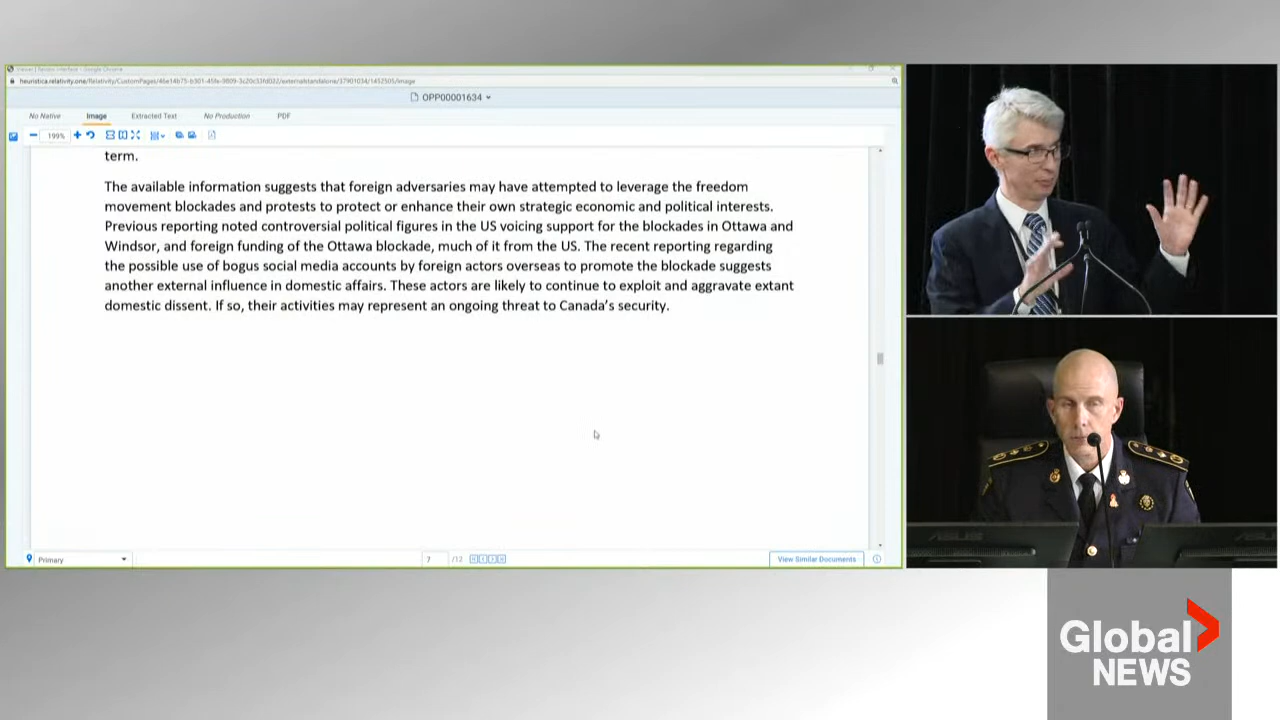 OPP00001634
No Native Image Extracted Text No Production PDF
199%
term.
The available information suggests that foreign adversaries may have attempted to leverage the freedom
movement blockades and protests to protect or enhance their own strategic economic and political interests.
Previous reporting noted controversial political figures in the US voicing support for the blockades in Ottawa and
Windsor, and foreign funding of the Ottawa blockade, much of it from the US. The recent reporting regarding
the possible use of bogus social media accounts by foreign actors overseas to promote the blockade suggests
another external influence in domestic affairs. These actors are likely to continue to exploit and aggravate extant
domestic dissent. If so, their activities may represent an ongoing threat to Canada's security.
Primary 7 /12 View Similar Documents
ASUS
Global
NEWS